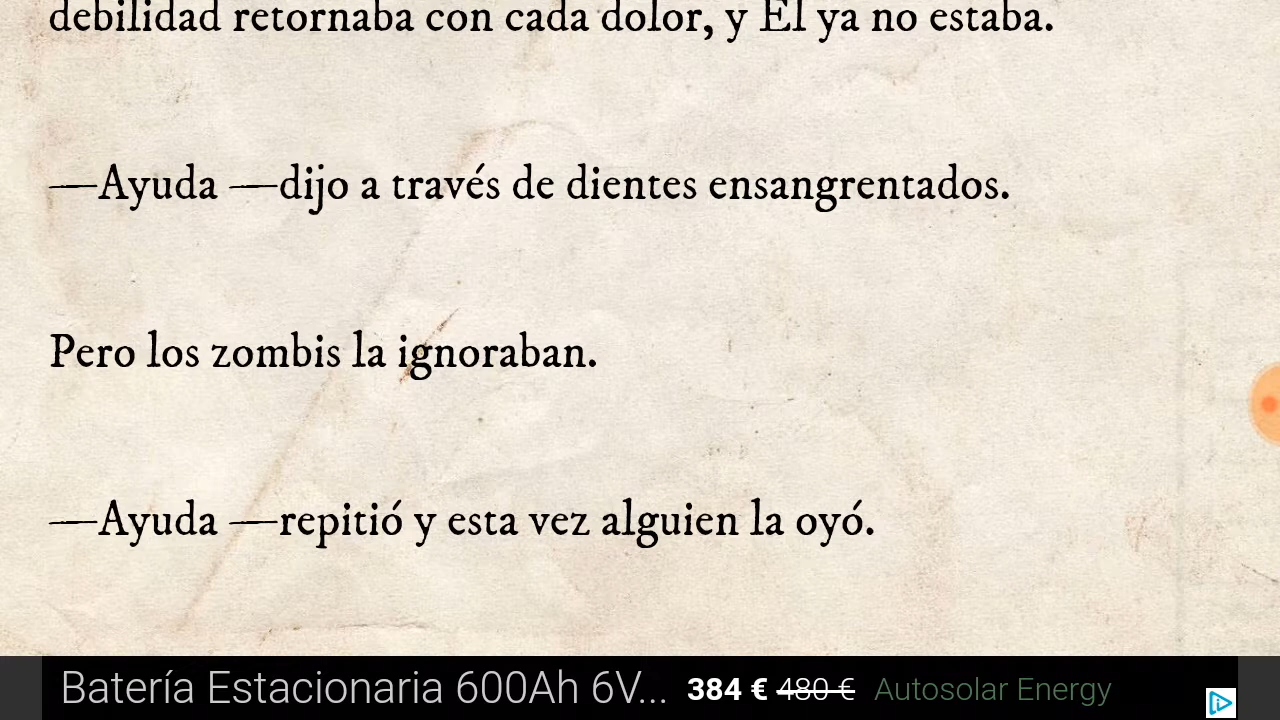 debilidad retornaba con cada dolor, y Él ya no estaba.
—Ayuda —dijo a través de dientes ensangrentados.
Pero los zombis la ignoraban.
—Ayuda —repitió y esta vez alguien la oyó.
Batería Estacionaria 600Ah 6V... 384 € 480 € Autosolar Energy